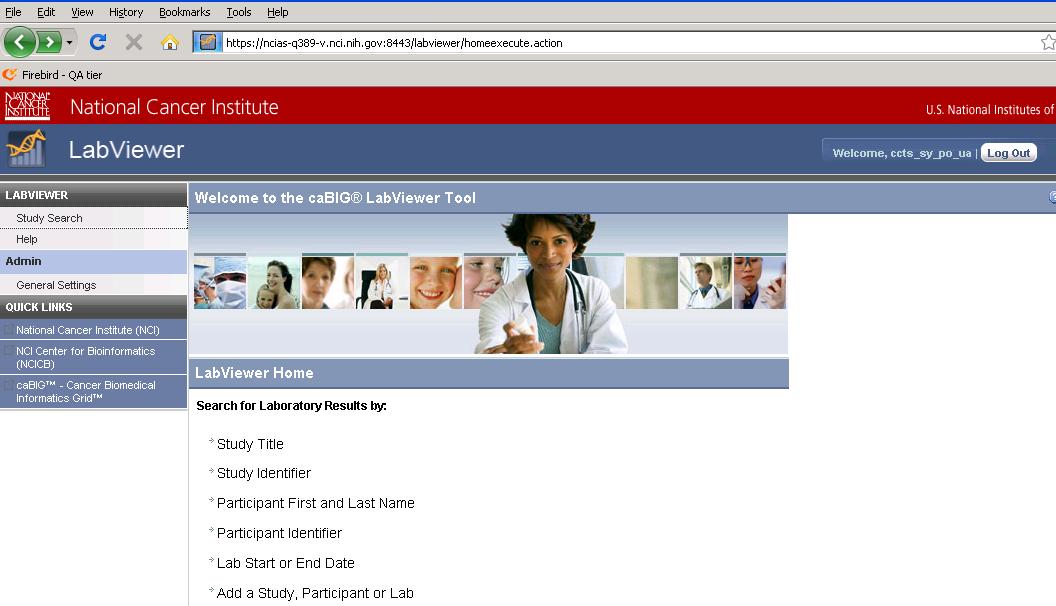 File Edit View History Bookmarks Tools Help
https://ncias-q389-v.nci.nih.gov:8443/labviewer/homeexecute.action
Firebird - QA tier
NATIONAL
CANCER
INSTITUTE
National Cancer Institute
U.S. National Institutes of
LabViewer
Welcome, ccts_sy_po_ua | Log Out
LABVIEWER
Study Search
Help
Admin
General Settings
QUICK LINKS
National Cancer Institute (NCI)
NCI Center for Bioinformatics
(NCICB)
caBIG™ - Cancer Biomedical
Informatics Grid™
Welcome to the caBIG® LabViewer Tool
LabViewer Home
Search for Laboratory Results by:
Study Title
Study Identifier
Participant First and Last Name
Participant Identifier
Lab Start or End Date
Add a Study, Participant or Lab